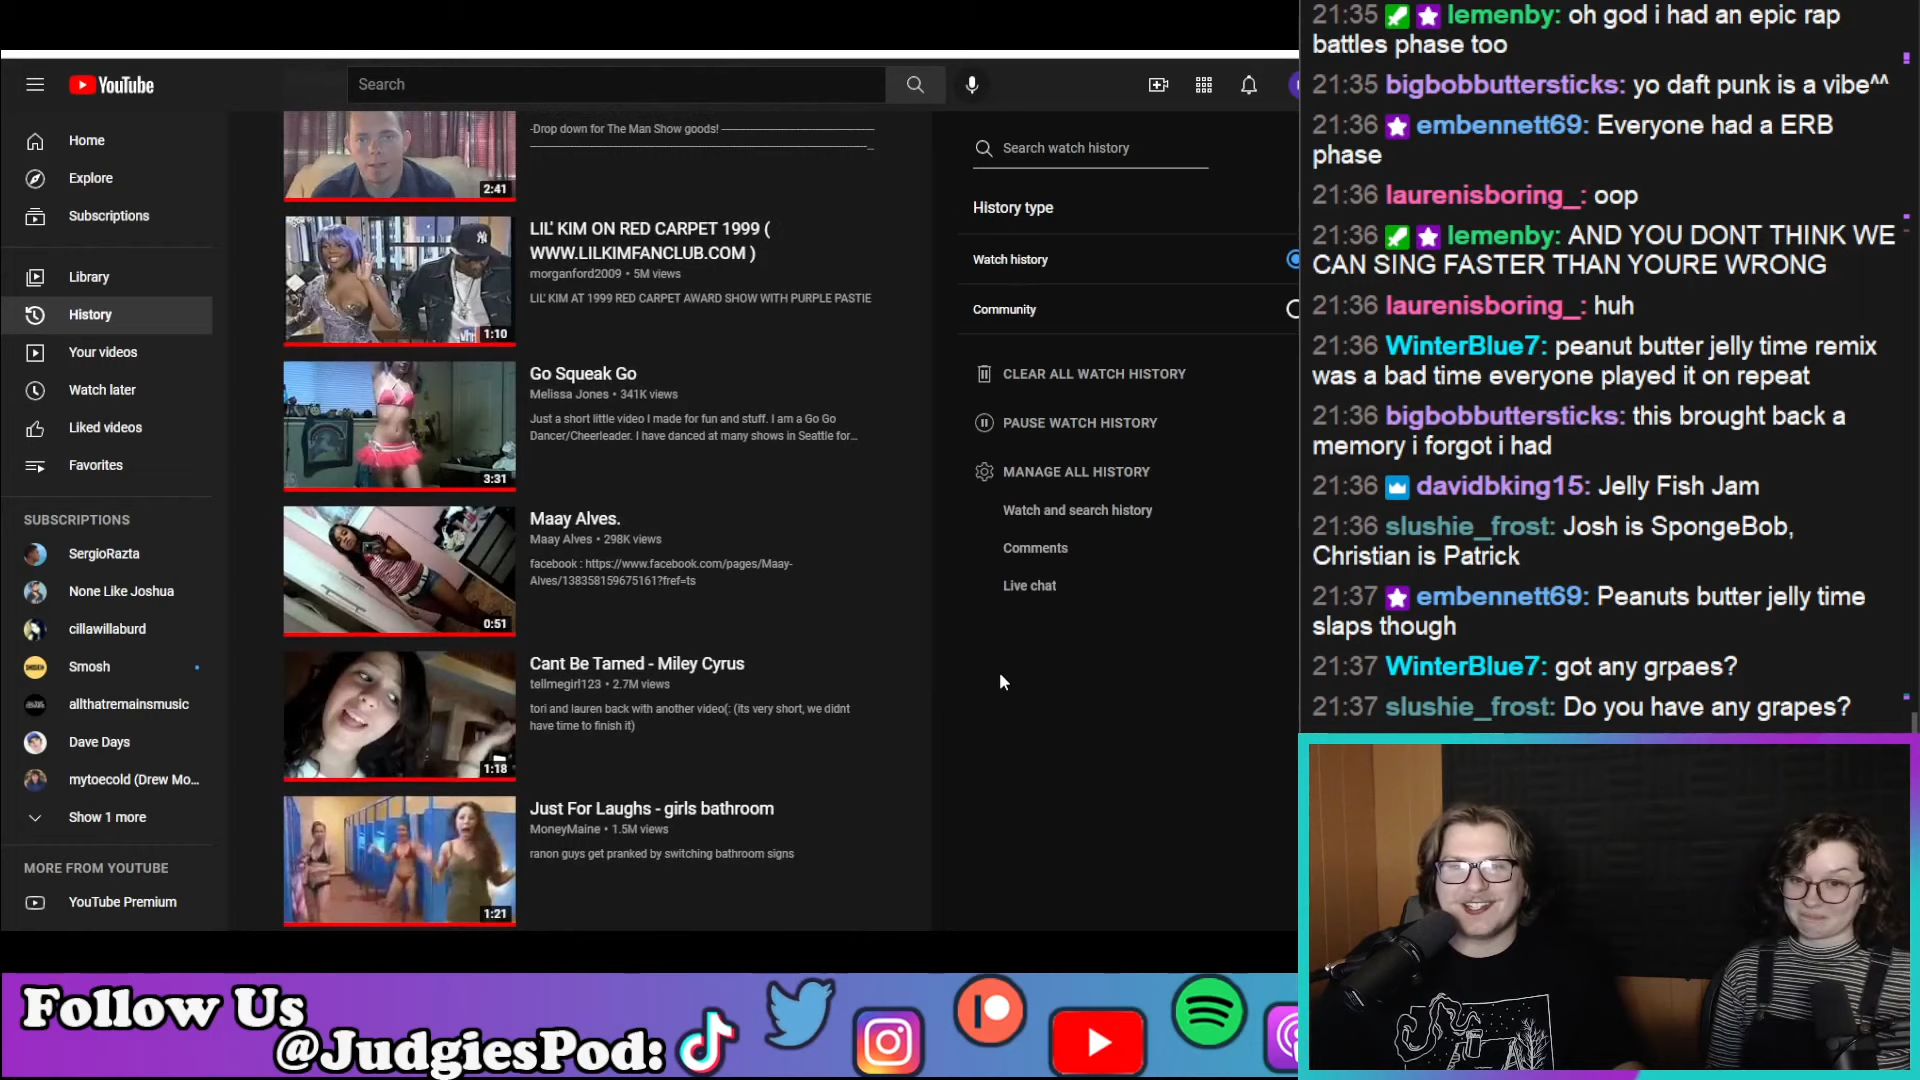 YouTube
Search
Home
Explore
Subscriptions
Library
History
Your videos
Watch later
Liked videos
Favorites
SUBSCRIPTIONS
SergioRazta
None Like Joshua
cillawillaburd
Smosh
allthatremainsmusic
Dave Days
mytoecold (Drew Mo...
Show 1 more
MORE FROM YOUTUBE
YouTube Premium
-Drop down for The Man Show goods!
2:41
LIL' KIM ON RED CARPET 1999 (
WWW.LILKIMFANCLUB.COM )
morganford2009 • 5M views
LIL' KIM AT 1999 RED CARPET AWARD SHOW WITH PURPLE PASTIE
1:10
Go Squeak Go
Melissa Jones • 341K views
Just a short little video I made for fun and stuff. I am a Go Go
Dancer/Cheerleader. I have danced at many shows in Seattle for...
3:31
Maay Alves.
Maay Alves • 298K views
facebook : https://www.facebook.com/pages/Maay-
Alves/138358159675161?fref=ts
0:51
Cant Be Tamed - Miley Cyrus
tellmegirl123 • 2.7M views
tori and lauren back with another video(: (its very short, we didnt
have time to finish it)
1:18
Just For Laughs - girls bathroom
MoneyMaine • 1.5M views
ranon guys get pranked by switching bathroom signs
1:21
Search watch history
History type
Watch history
Community
CLEAR ALL WATCH HISTORY
PAUSE WATCH HISTORY
MANAGE ALL HISTORY
Watch and search history
Comments
Live chat
21:35 lemenby: oh god i had an epic rap
battles phase too
21:35 bigbobbuttersticks: yo daft punk is a vibe^^
21:36 embennett69: Everyone had a ERB
phase
21:36 laurenisboring_: oop
21:36 lemenby: AND YOU DONT THINK WE
CAN SING FASTER THAN YOURE WRONG
21:36 laurenisboring_: huh
21:36 WinterBlue7: peanut butter jelly time remix
was a bad time everyone played it on repeat
21:36 bigbobbuttersticks: this brought back a
memory i forgot i had
21:36 davidbking15: Jelly Fish Jam
21:36 slushie_frost: Josh is SpongeBob,
Christian is Patrick
21:37 embennett69: Peanuts butter jelly time
slaps though
21:37 WinterBlue7: got any grpaes?
21:37 slushie_frost: Do you have any grapes?
Follow Us
@JudgiesPod: